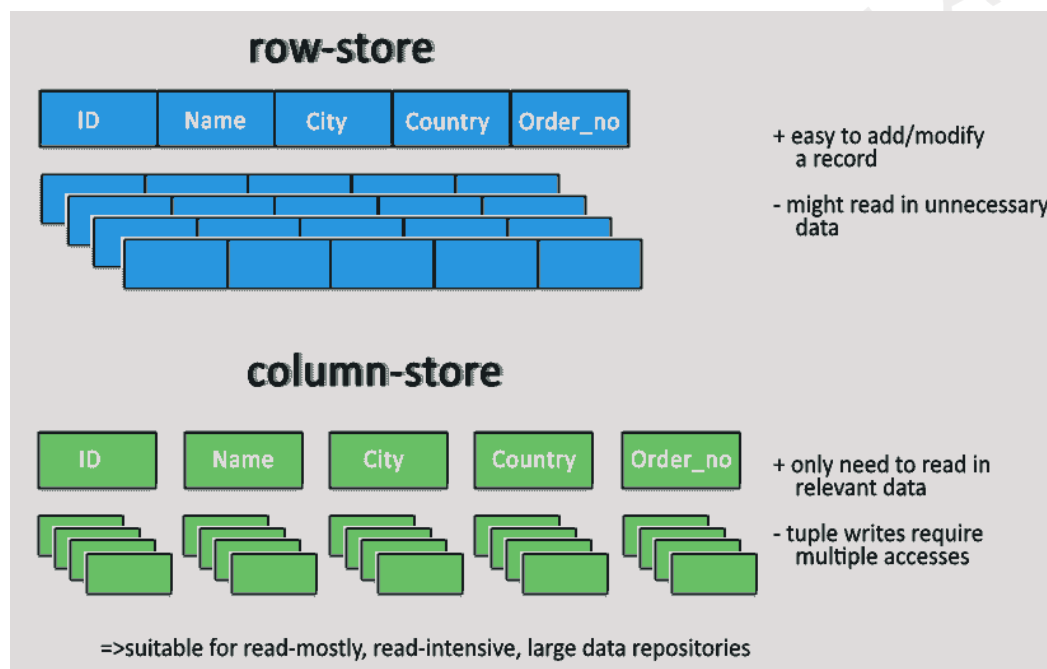 row-store
ID Name City Country Order_no
+ easy to add/modify
a record
- might read in unnecessary
data
column-store
ID Name City Country Order_no
+ only need to read in
relevant data
- tuple writes require
multiple accesses
=>suitable for read-mostly, read-intensive, large data repositories